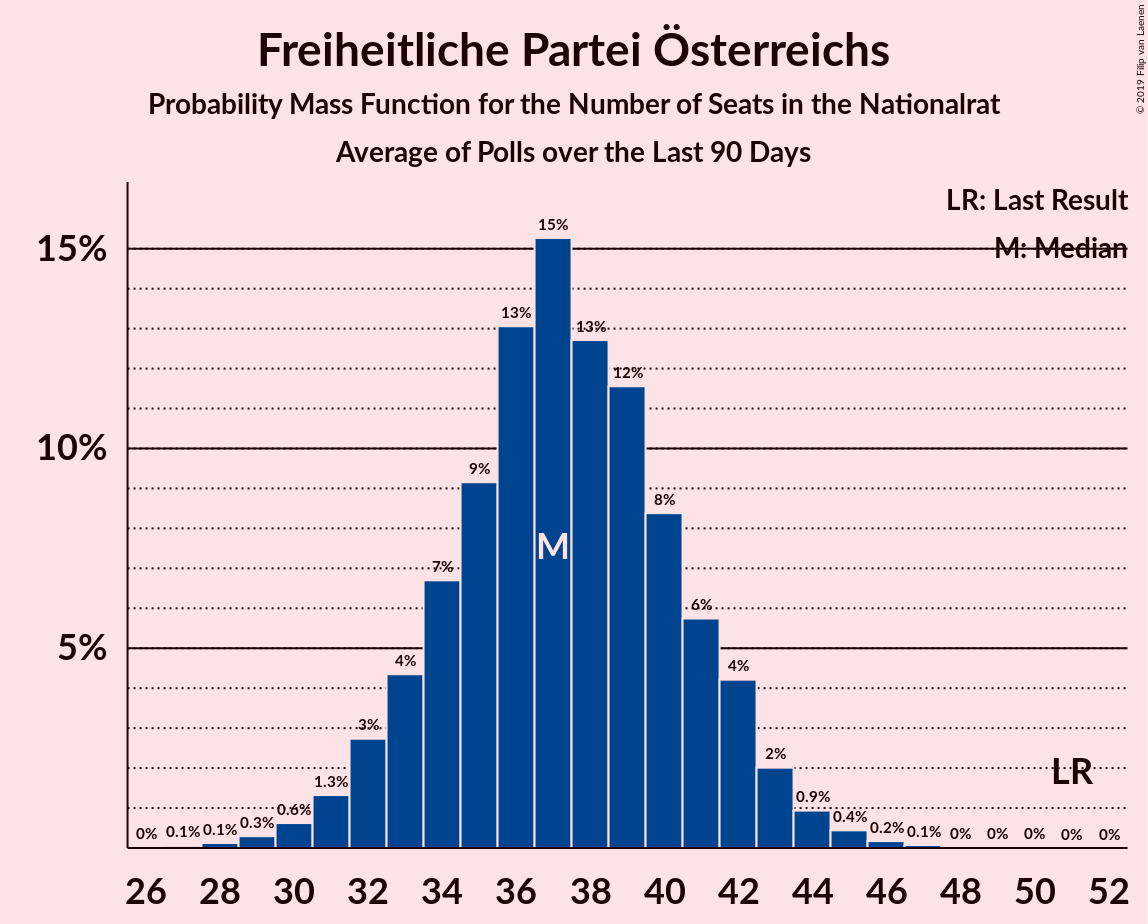 Freiheitliche Partei Österreichs
Probability Mass Function for the Number of Seats in the Nationalrat
Average of Polls over the Last 90 Days
© 2019 Filip van Laenen
LR: Last Result
M: Median
15%
10%
5%
0% 0.1% 0.1% 0.3% 0.6% 1.3% 3% 4% 7% 9% 13% 15% 13% 12% 8% 6% 4% 2% 0.9% 0.4% 0.2% 0.1% 0% 0% 0% 0% 0%
M
LR
26 28 30 32 34 36 38 40 42 44 46 48 50 52